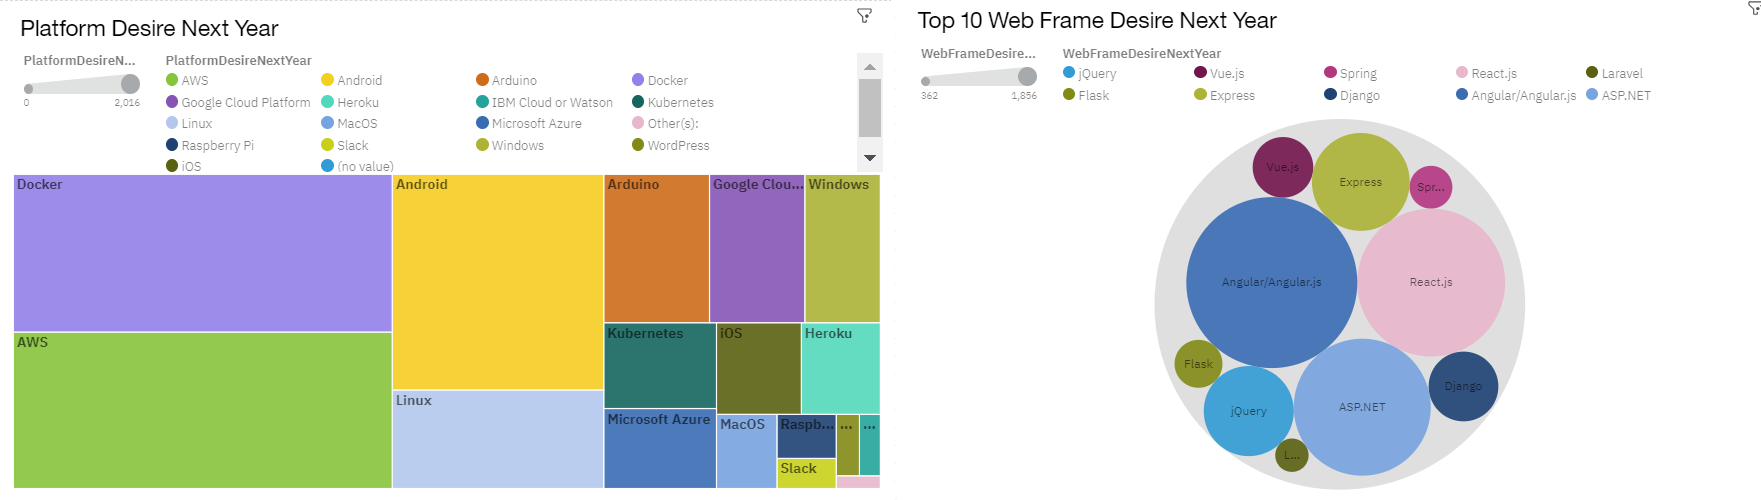 Platform Desire Next Year
PlatformDesireN...
0 2,016
PlatformDesireNextYear
AWS Android Arduino Docker
Google Cloud Platform Heroku IBM Cloud or Watson Kubernetes
Linux MacOS Microsoft Azure Other(s):
Raspberry Pi Slack Windows WordPress
iOS (no value)
Docker
Android
Arduino
Google Clou...
Windows
AWS
Linux
Kubernetes
iOS
Heroku
Microsoft Azure
MacOS
Raspb...
...
...
Slack
Top 10 Web Frame Desire Next Year
WebFrameDesire...
362 1,856
WebFrameDesireNextYear
jQuery Vue.js Spring React.js Laravel
Flask Express Django Angular/Angular.js ASP.NET
Vue.js
Express
Spr...
Angular/Angular.js
React.js
Flask
jQuery
ASP.NET
Django
L...